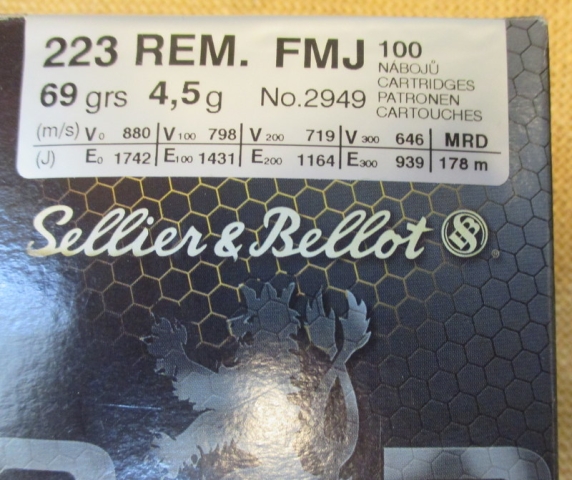 223 REM. FMJ 100
NÁBOJŮ
CARTRIDGES
69 grs 4,5 g No.2949 PATRONEN
CARTOUCHES
(m/s) V0 880 V100 798 V200 719 V300 646 MRD
(J) E0 1742 E100 1431 E200 1164 E300 939 178 m
Sellier & Bellot S&B ®